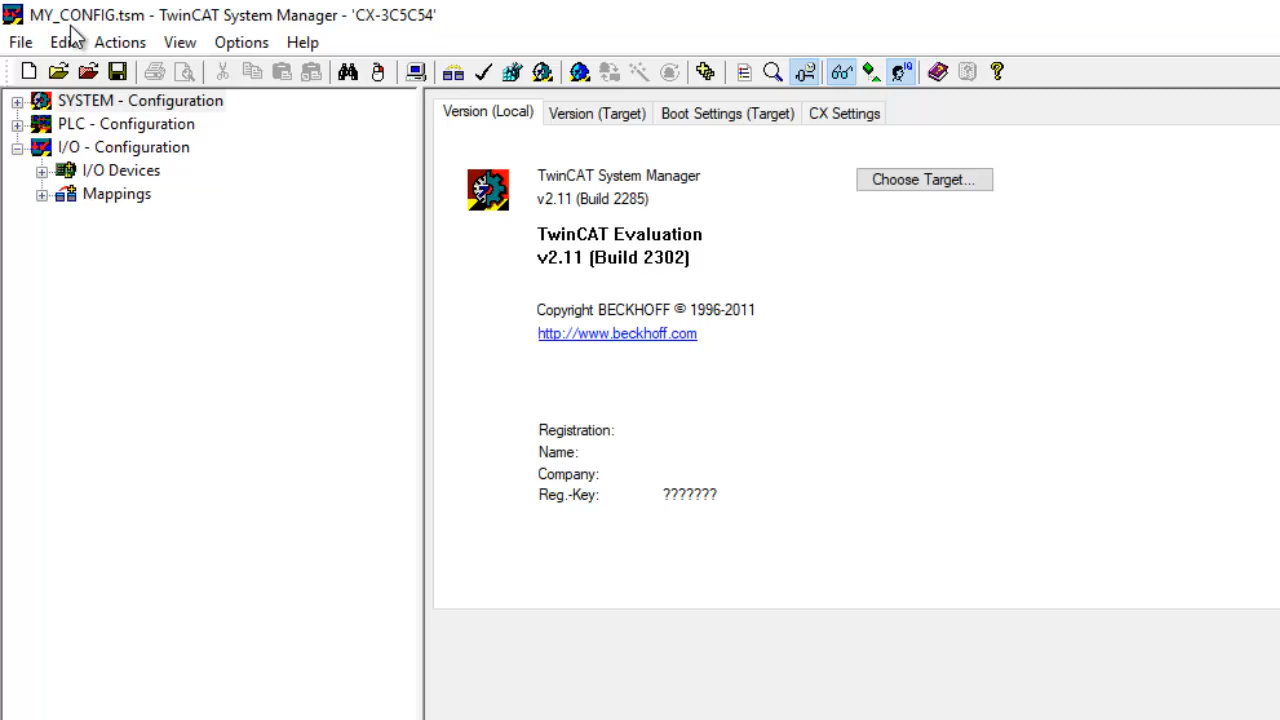 MY_CONFIG.tsm - TwinCAT System Manager - 'CX-3C5C54'
File Edit Actions View Options Help
SYSTEM - Configuration
PLC - Configuration
I/O - Configuration
I/O Devices
Mappings
Version (Local) Version (Target) Boot Settings (Target) CX Settings
TwinCAT System Manager
v2.11 (Build 2285)
Choose Target...
TwinCAT Evaluation
v2.11 (Build 2302)
Copyright BECKHOFF © 1996-2011
http://www.beckhoff.com
Registration:
Name:
Company:
Reg.-Key: ???????